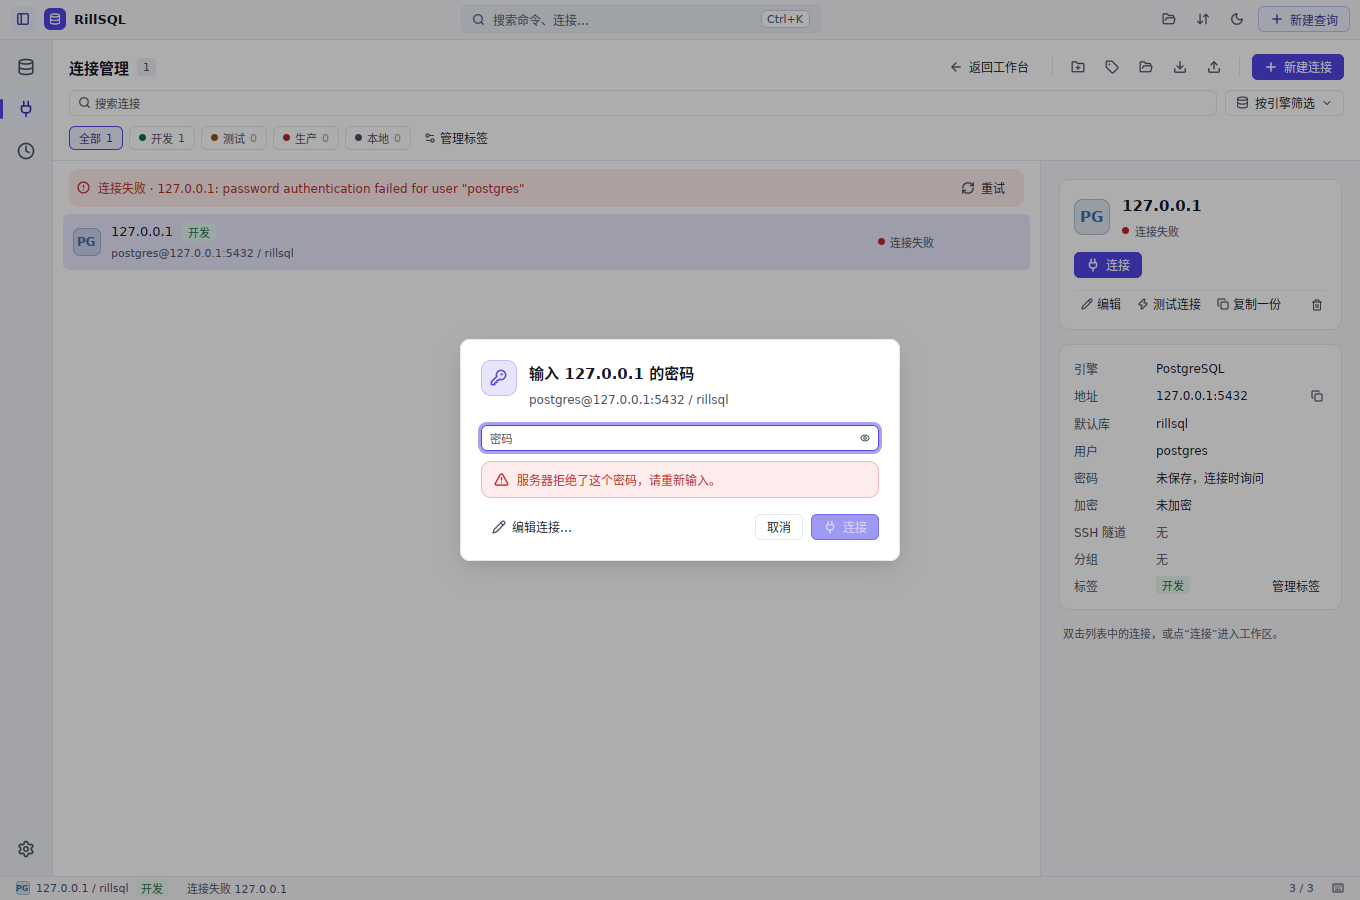 RillSQL
搜索命令、连接...
Ctrl+K
新建查询
连接管理 1
返回工作台
新建连接
搜索连接
按引擎筛选
全部 1
开发 1
测试 0
生产 0
本地 0
管理标签
连接失败 · 127.0.0.1: password authentication failed for user "postgres"
重试
PG
127.0.0.1 开发
postgres@127.0.0.1:5432 / rillsql
连接失败
PG
127.0.0.1
连接失败
连接
编辑
测试连接
复制一份
引擎 PostgreSQL
地址 127.0.0.1:5432
默认库 rillsql
用户 postgres
密码 未保存，连接时询问
加密 未加密
SSH 隧道 无
分组 无
标签 开发 管理标签
双击列表中的连接，或点“连接”进入工作区。
输入 127.0.0.1 的密码
postgres@127.0.0.1:5432 / rillsql
密码
服务器拒绝了这个密码，请重新输入。
编辑连接...
取消
连接
PG 127.0.0.1 / rillsql 开发 连接失败 127.0.0.1
3 / 3